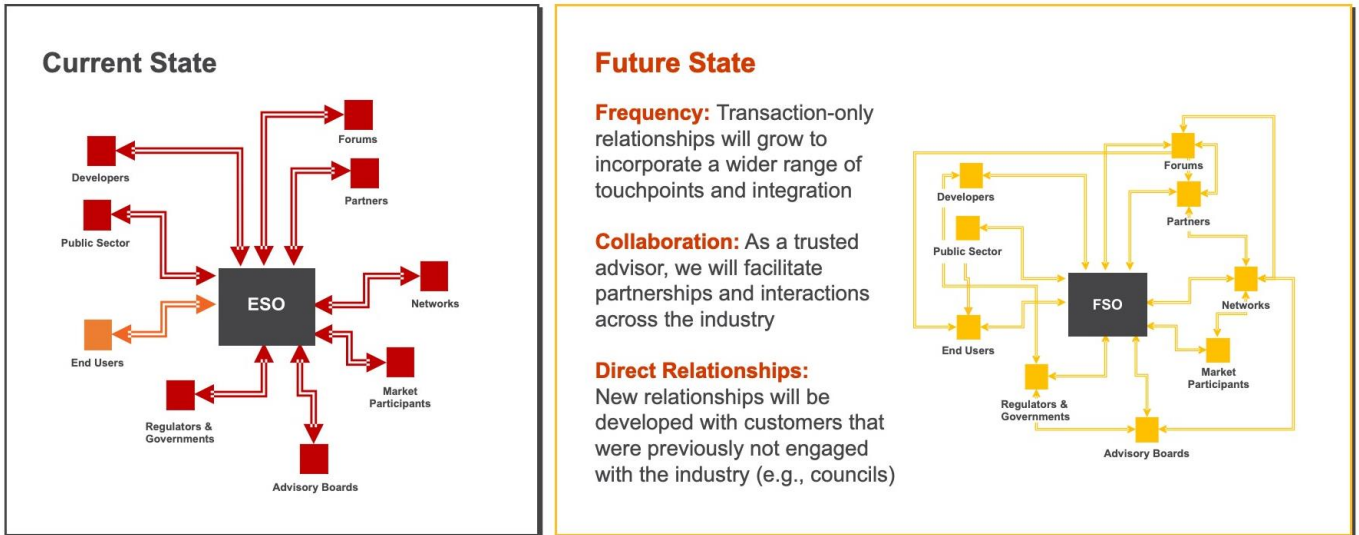 Current State
Forums
Developers
Partners
Public Sector
ESO
Networks
End Users
Market
Participants
Regulators &
Governments
Advisory Boards
Future State
Frequency: Transaction-only
relationships will grow to
incorporate a wider range of
touchpoints and integration
Collaboration: As a trusted
advisor, we will facilitate
partnerships and interactions
across the industry
Direct Relationships:
New relationships will be
developed with customers that
were previously not engaged
with the industry (e.g., councils)
Forums
Developers
Partners
Public Sector
FSO
Networks
End Users
Market
Participants
Regulators &
Governments
Advisory Boards